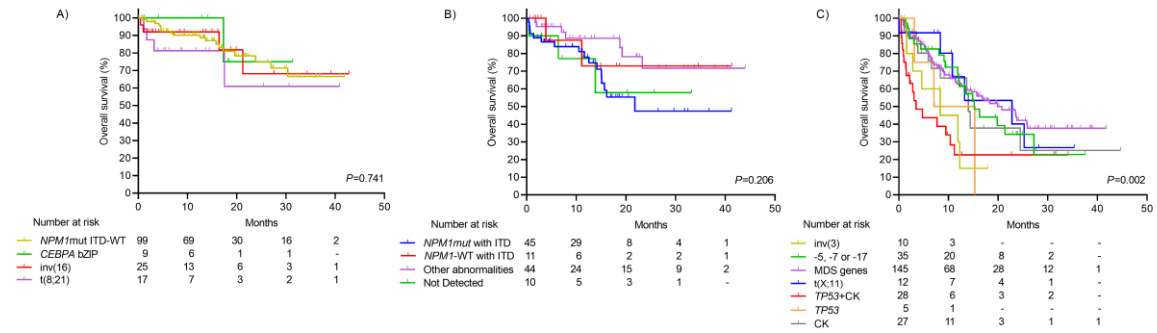 A)
Overall survival (%)
100
90
80
70
60
50
40
30
20
10
0
0 10 20 30 40 50
Months
P=0.741
Number at risk
NPM1mut ITD-WT 99 69 30 16 2
CEBPA bZIP 9 6 1 1 -
inv(16) 25 13 6 3 1
t(8;21) 17 7 3 2 1
B)
Overall survival (%)
100
90
80
70
60
50
40
30
20
10
0
0 10 20 30 40 50
Months
P=0.206
Number at risk
NPM1mut with ITD 45 29 8 4 1
NPM1-WT with ITD 11 6 2 2 1
Other abnormalities 44 24 15 9 2
Not Detected 10 5 3 1 -
C)
Overall survival (%)
100
90
80
70
60
50
40
30
20
10
0
0 10 20 30 40 50
Months
P=0.002
Number at risk
inv(3) 10 3 - - -
-5, -7 or -17 35 20 8 2 -
MDS genes 145 68 28 12 1
t(X;11) 12 7 4 1 -
TP53+CK 28 6 3 2 -
TP53 5 1 - - -
CK 27 11 3 1 1